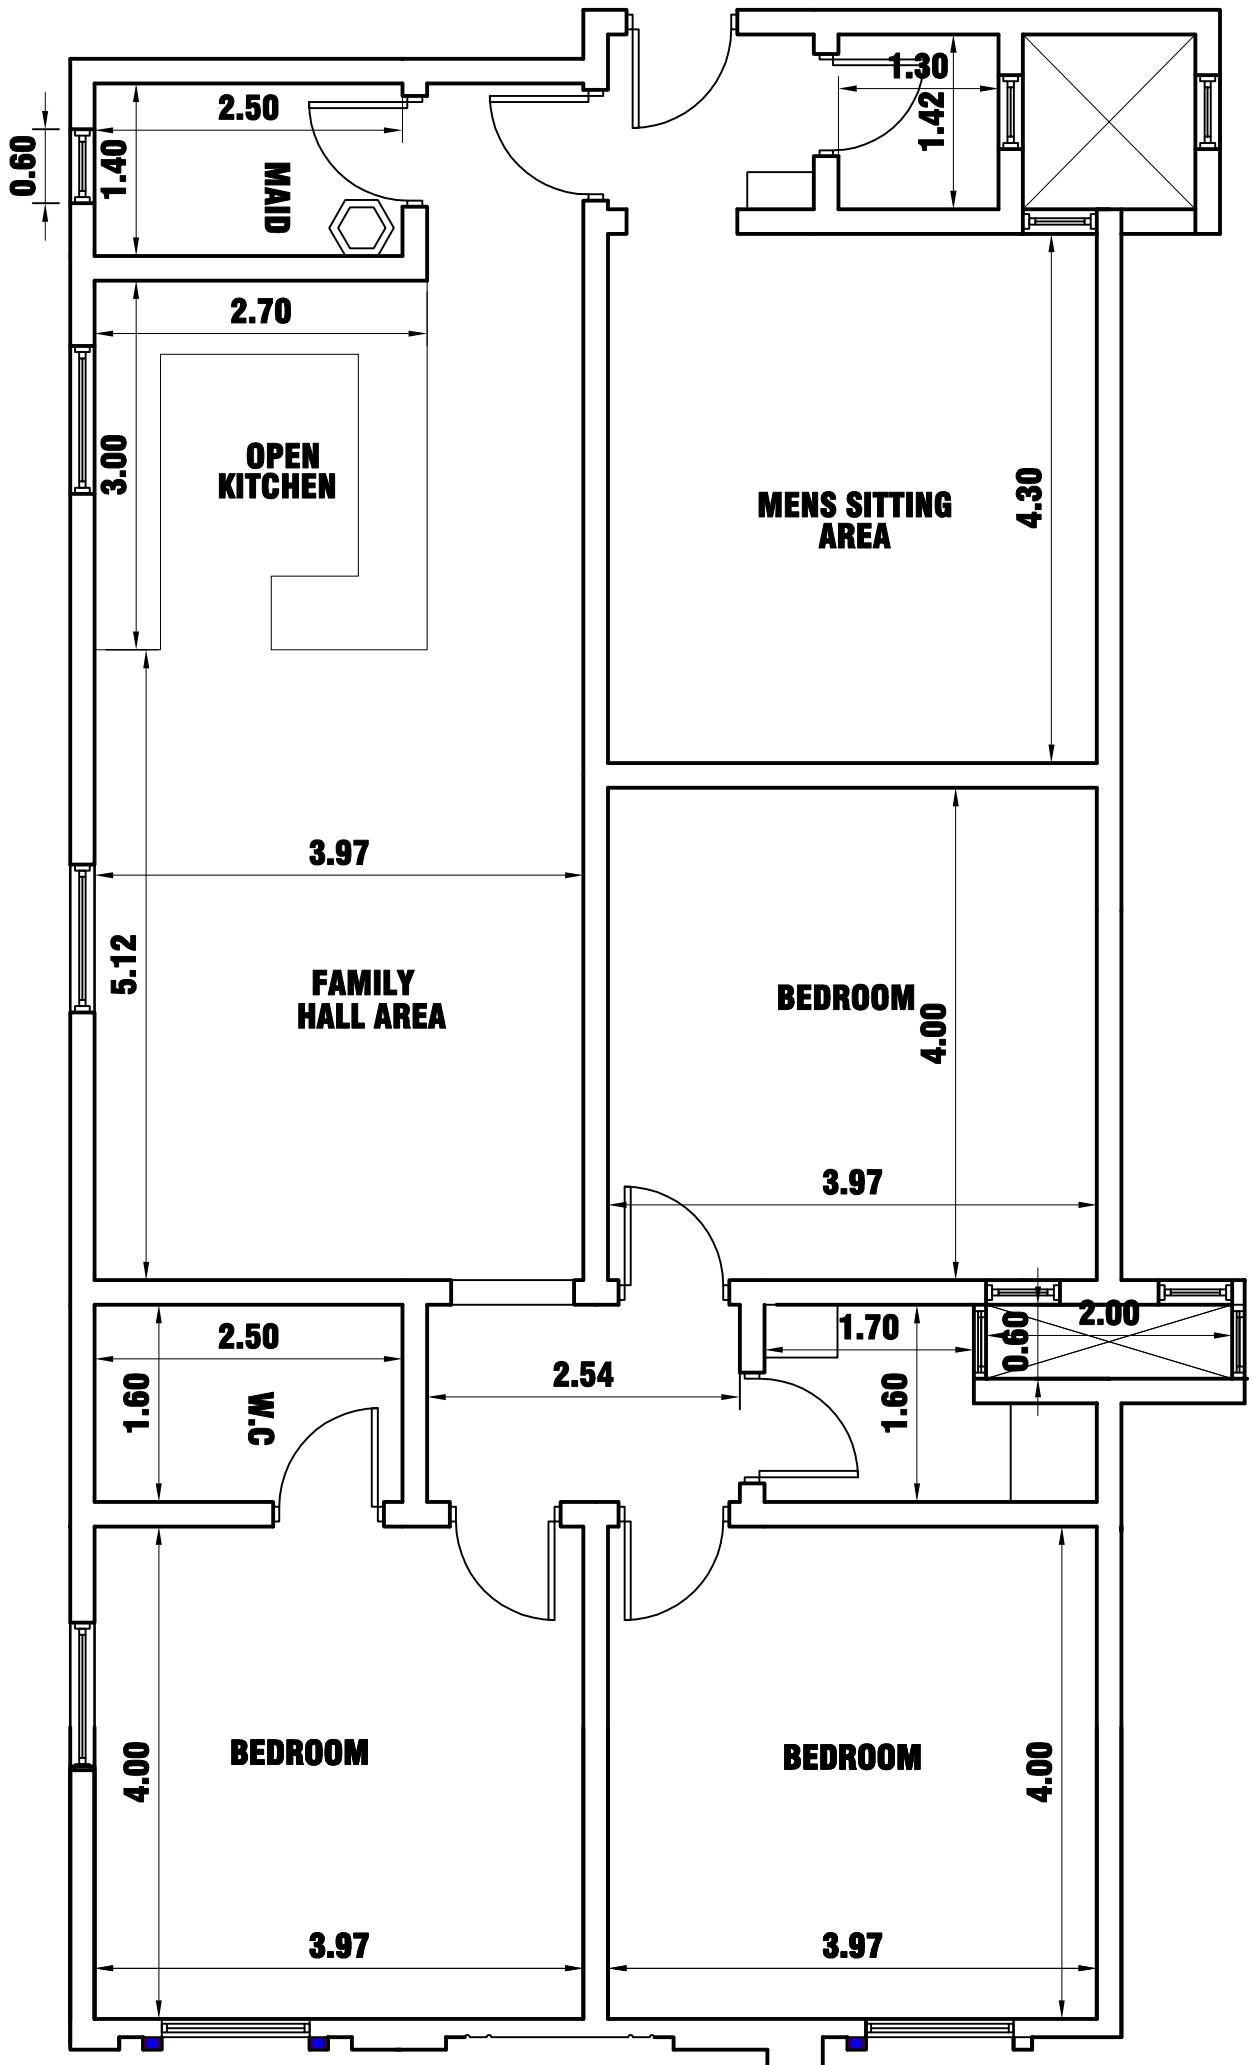 1.30
2.50
1.42
0.60
1.40
MAID
2.70
3.00
OPEN
KITCHEN
4.30
MENS SITTING
AREA
3.97
5.12
FAMILY
HALL AREA
BEDROOM
4.00
3.97
2.00
1.70
0.60
2.50
2.54
1.60
W.C
1.60
BEDROOM
4.00
BEDROOM
4.00
3.97
3.97